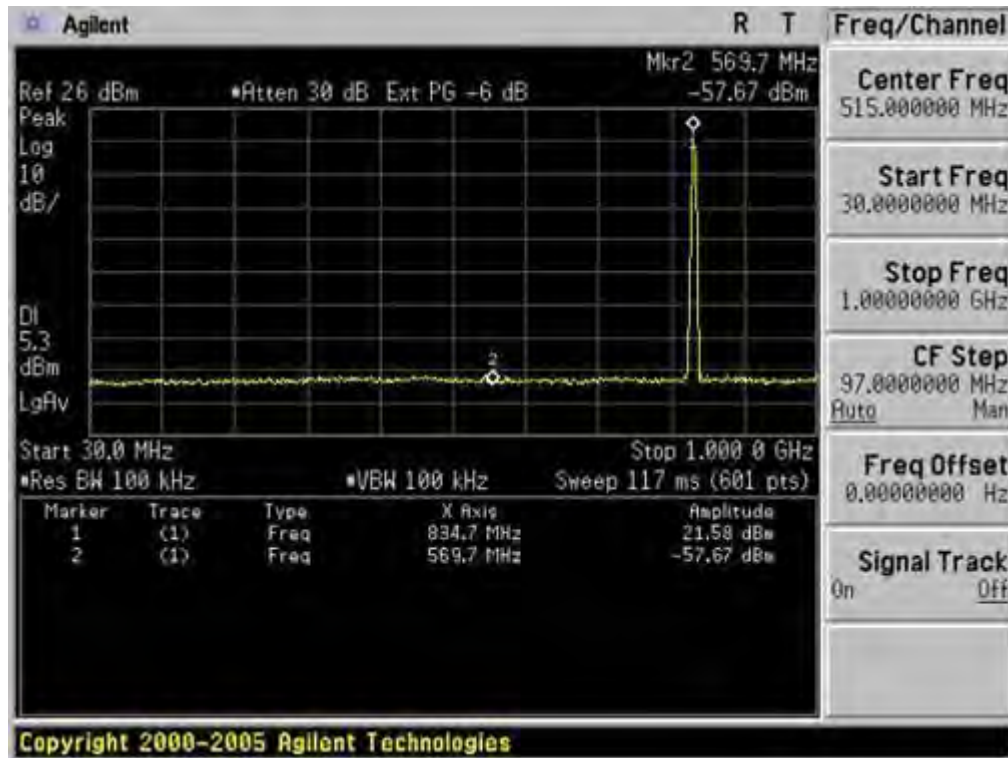 Agilent R T
Mkr2 569.7 MHz
Ref 26 dBm *Atten 30 dB Ext PG -6 dB -57.67 dBm
Peak
Log
10
dB/
1
DI
5.3
dBm
LgAv
2
Start 30.0 MHz Stop 1.000 0 GHz
*Res BW 100 kHz *VBW 100 kHz Sweep 117 ms (601 pts)
Marker Trace Type X Axis Amplitude
1 (1) Freq 834.7 MHz 21.58 dBm
2 (1) Freq 569.7 MHz -57.67 dBm
Freq/Channel
Center Freq
515.000000 MHz
Start Freq
30.0000000 MHz
Stop Freq
1.00000000 GHz
CF Step
97.0000000 MHz
Auto Man
Freq Offset
0.00000000 Hz
Signal Track
On Off
Copyright 2000-2005 Agilent Technologies